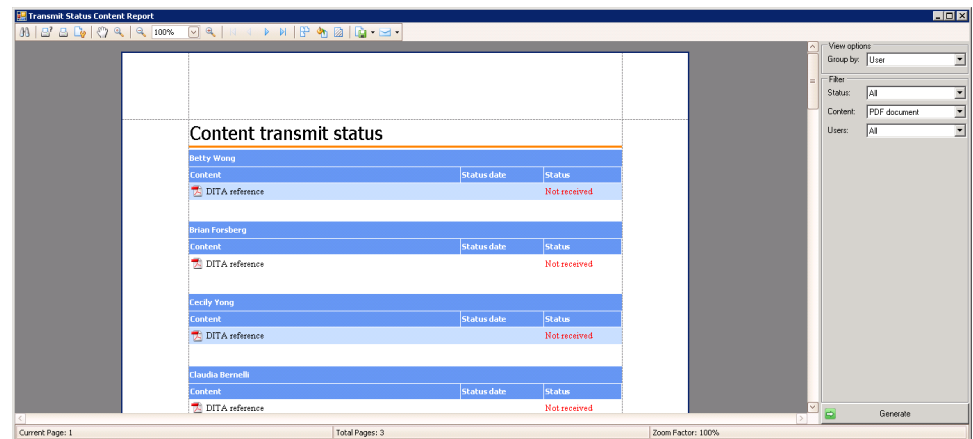 Transmit Status Content Report
100%
View options
Group by: User
Filter
Status: All
Content: PDF document
Users: All
Content transmit status
Betty Wong
Content Status date Status
DITA reference Not received
Brian Forsberg
Content Status date Status
DITA reference Not received
Cecily Yong
Content Status date Status
DITA reference Not received
Claudia Bernelli
Content Status date Status
DITA reference Not received
Generate
Current Page: 1 Total Pages: 3 Zoom Factor: 100%